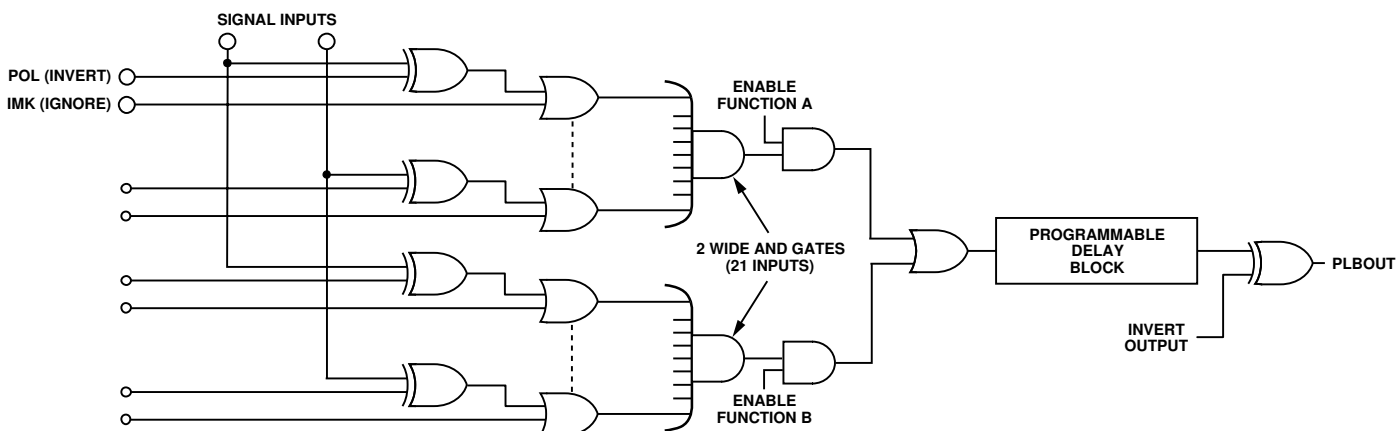 SIGNAL INPUTS
POL (INVERT)
IMK (IGNORE)
ENABLE
FUNCTION A
2 WIDE AND GATES
(21 INPUTS)
PROGRAMMABLE
DELAY
BLOCK
PLBOUT
INVERT
OUTPUT
ENABLE
FUNCTION B